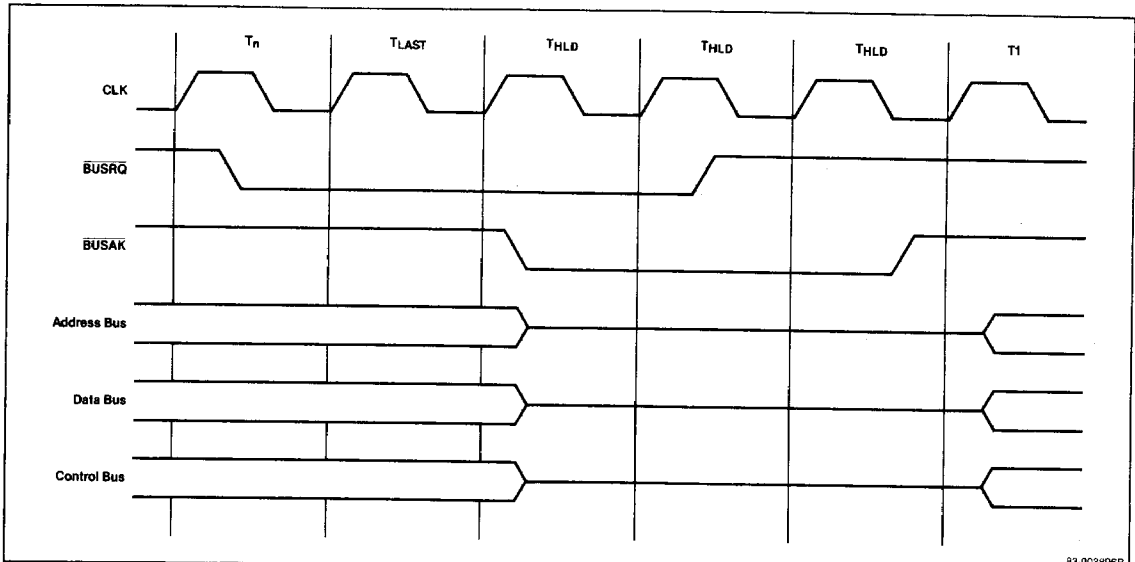 Tn TLAST THLD THLD THLD T1
CLK
BUSRQ
BUSAK
Address Bus
Data Bus
Control Bus